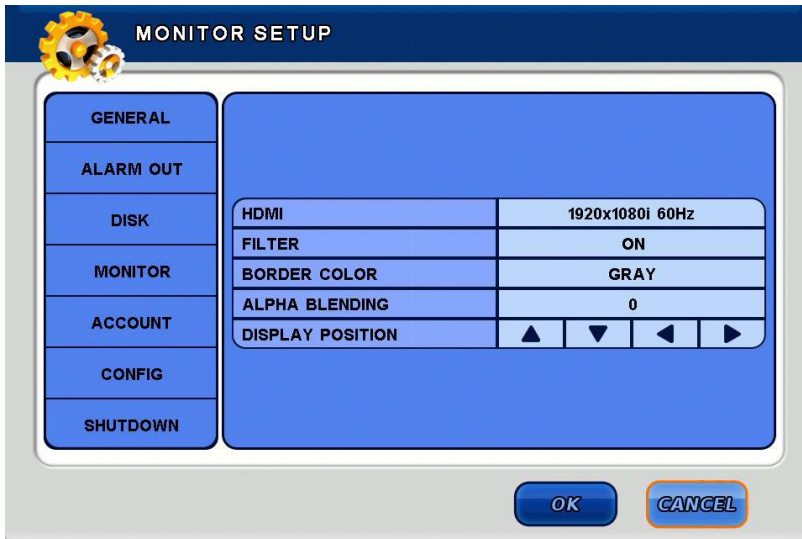 MONITOR SETUP
GENERAL
ALARM OUT
DISK
MONITOR
ACCOUNT
CONFIG
SHUTDOWN
HDMI 1920x1080i 60Hz
FILTER ON
BORDER COLOR GRAY
ALPHA BLENDING 0
DISPLAY POSITION
OK CANCEL